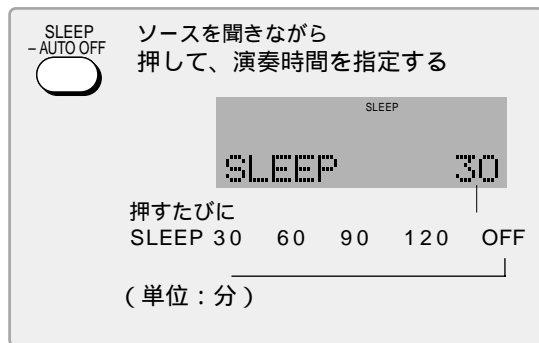 SLEEP
– AUTO OFF
ソースを聞きながら
押して、演奏時間を指定する
SLEEP
SLEEP 30
押すたびに
SLEEP 30 60 90 120 OFF
(単位:分)